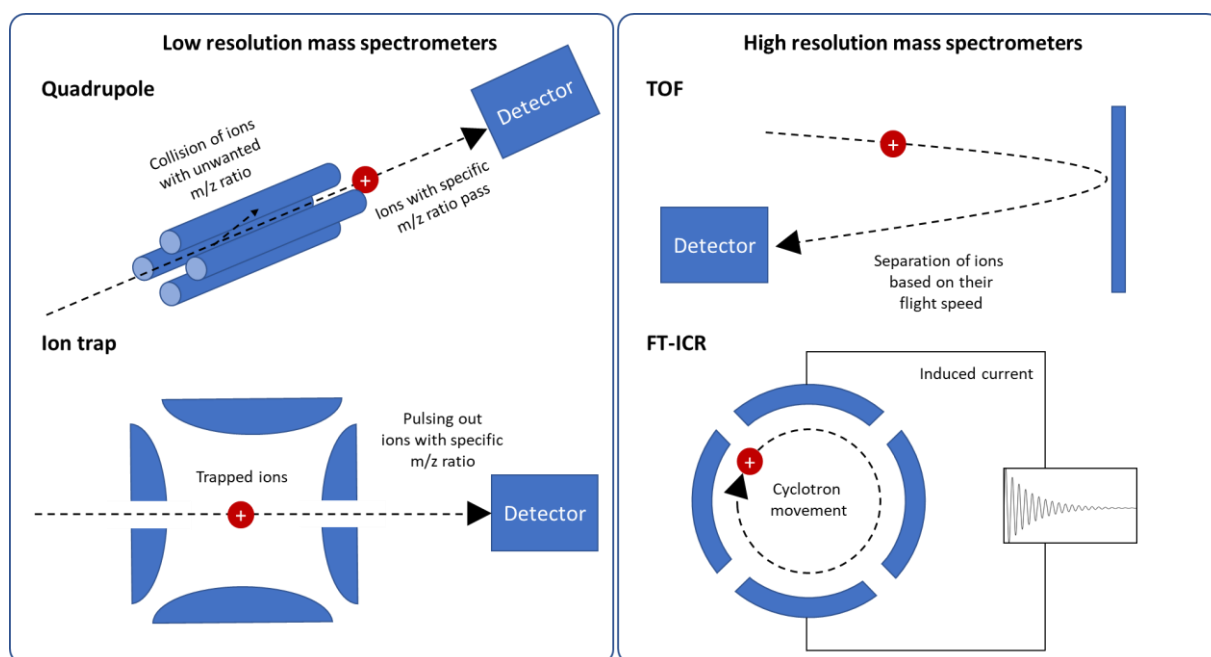 Low resolution mass spectrometers
Quadrupole
Detector
Collision of ions
with unwanted
m/z ratio
+
Ions with specific
m/z ratio pass
Ion trap
Trapped ions
+
Pulsing out
ions with specific
m/z ratio
Detector
High resolution mass spectrometers
TOF
+
Detector
Separation of ions
based on their
flight speed
FT-ICR
Induced current
+
Cyclotron
movement